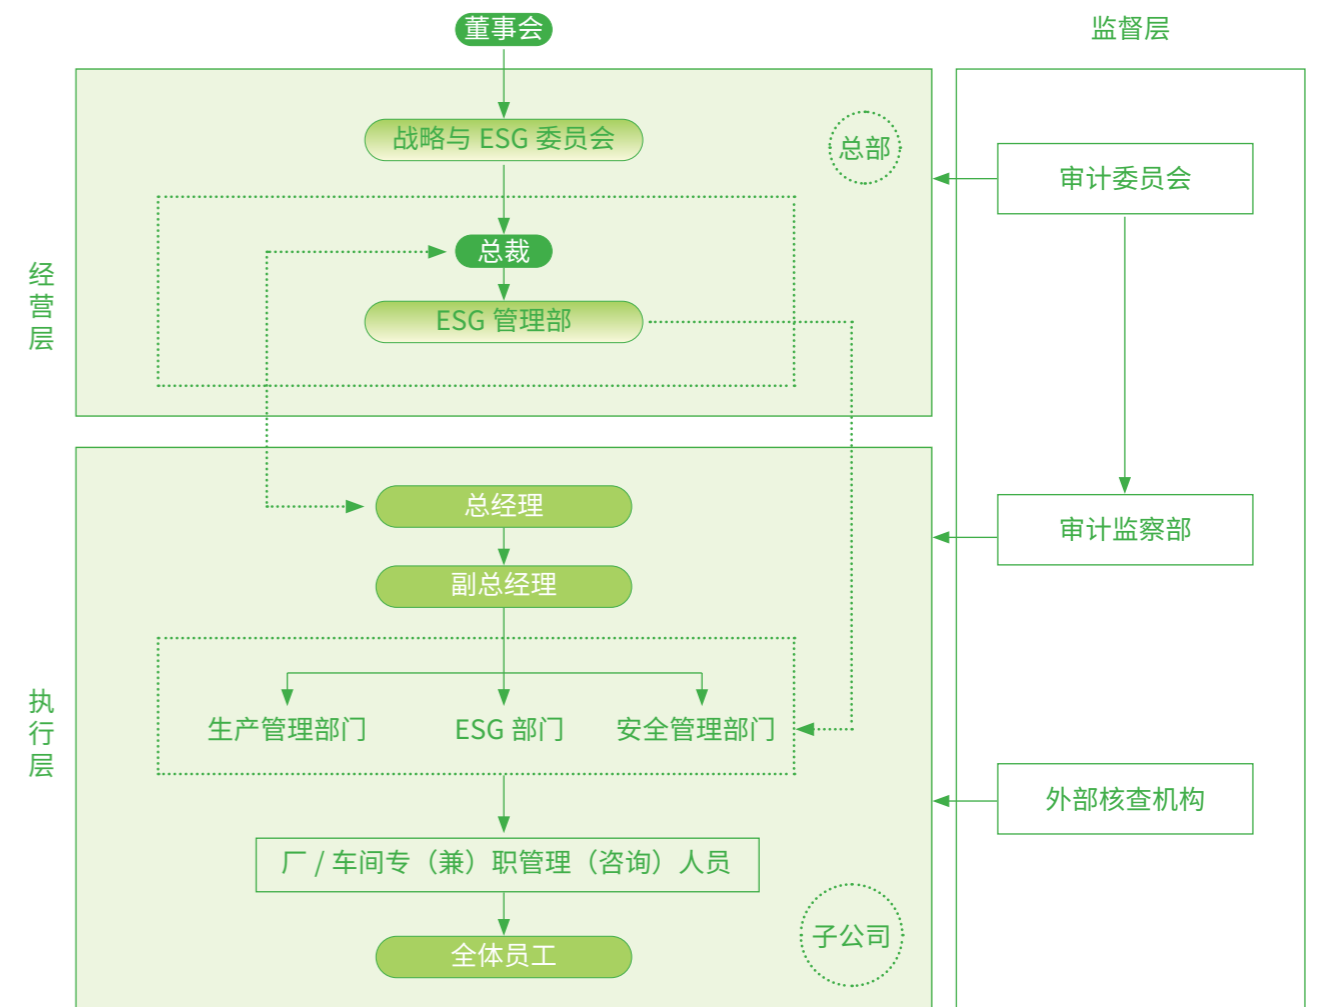 董事会
监督层
战略与 ESG 委员会
总部
审计委员会
总裁
经营层
ESG 管理部
总经理
审计监察部
副总经理
执行层
生产管理部门
ESG 部门
安全管理部门
外部核查机构
厂 / 车间专（兼）职管理（咨询）人员
子公司
全体员工